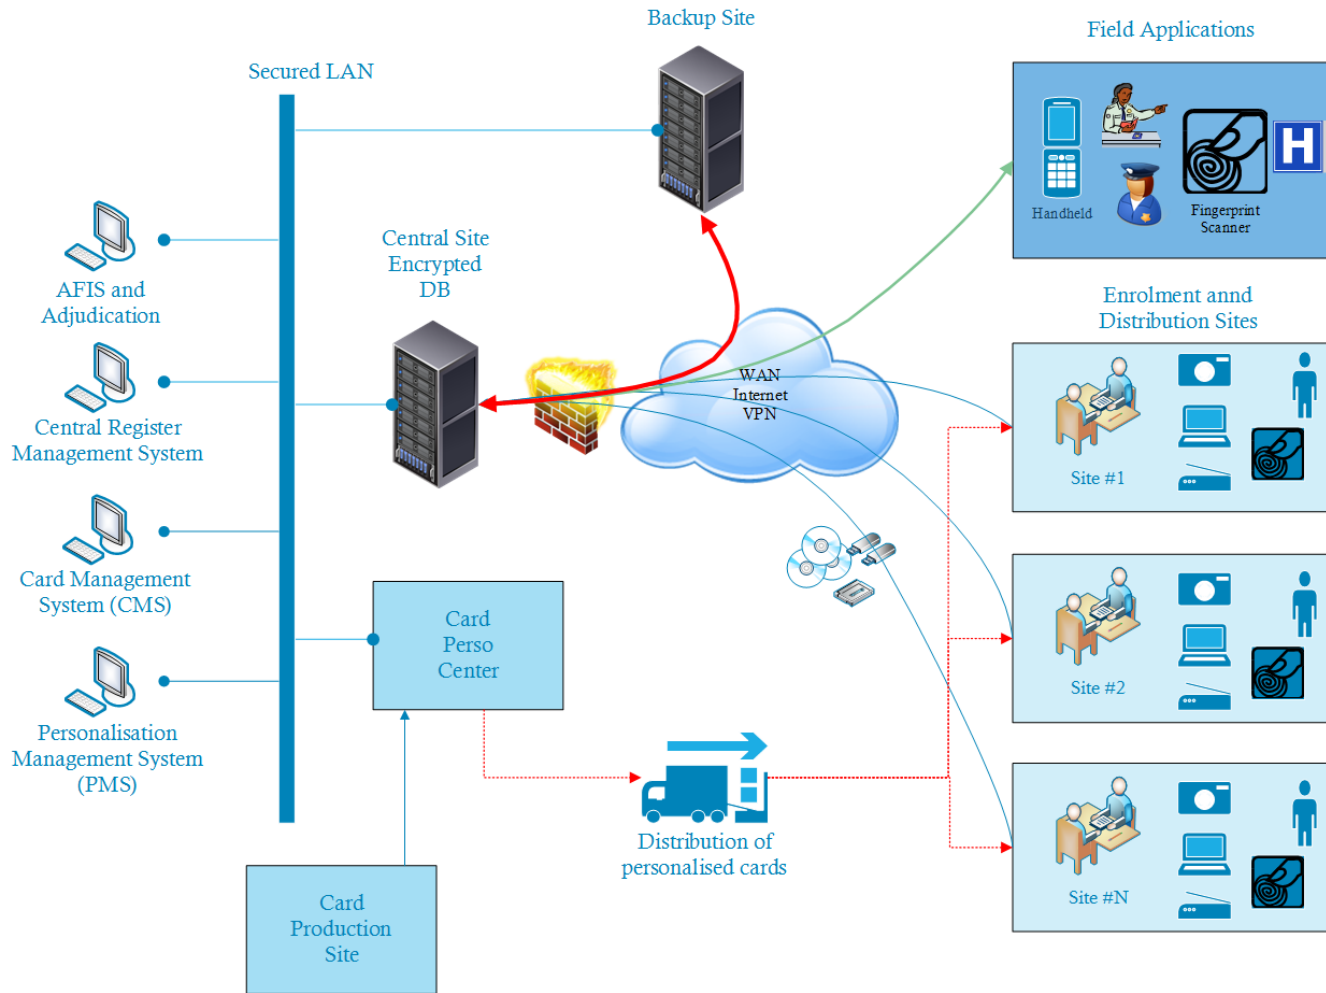 Backup Site
Field Applications
Secured LAN
Handheld
Fingerprint
Scanner
H
Central Site
Encrypted
DB
AFIS and
Adjudication
Enrolment annd
Distribution Sites
WAN
Internet
VPN
Central Register
Management System
Site #1
Card Management
System (CMS)
Card
Perso
Center
Site #2
Personalisation
Management System
(PMS)
Distribution of
personalised cards
Site #N
Card
Production
Site